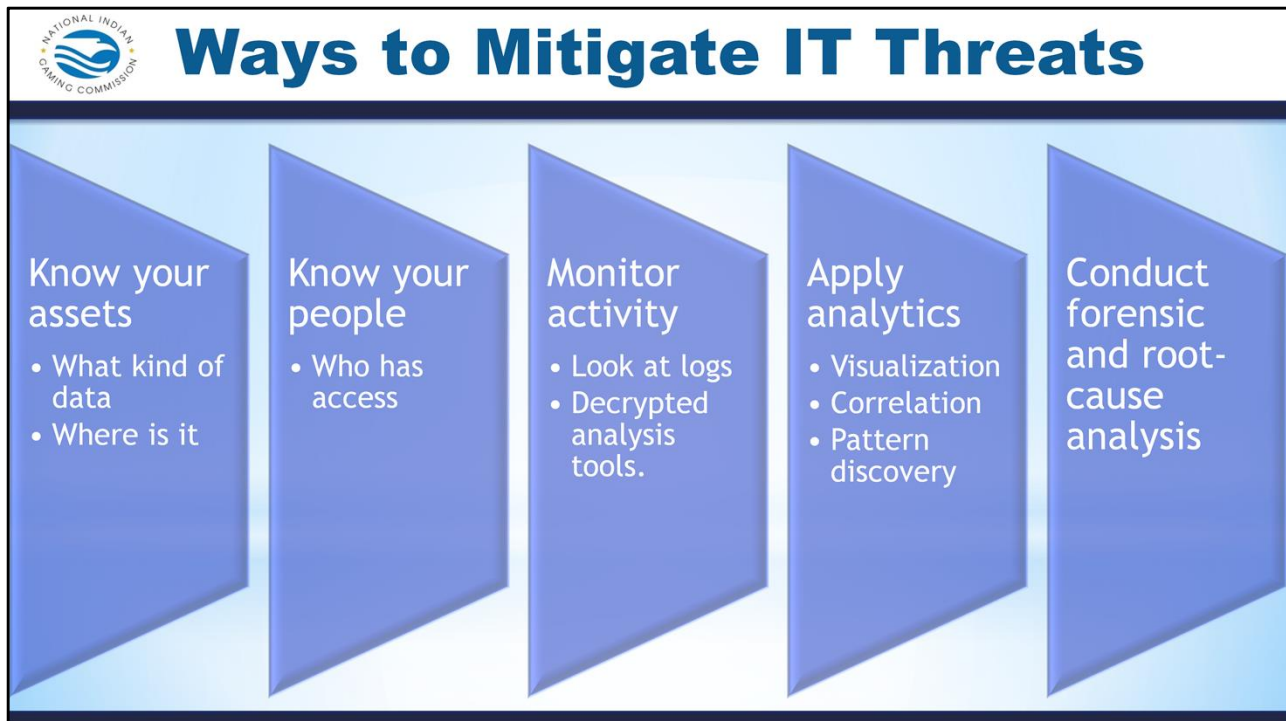 NATIONAL INDIAN
GAMING COMMISSION
Ways to Mitigate IT Threats
Know your
assets
• What kind of
data
• Where is it
Know your
people
• Who has
access
Monitor
activity
• Look at logs
• Decrypted
analysis
tools.
Apply
analytics
• Visualization
• Correlation
• Pattern
discovery
Conduct
forensic
and root-
cause
analysis